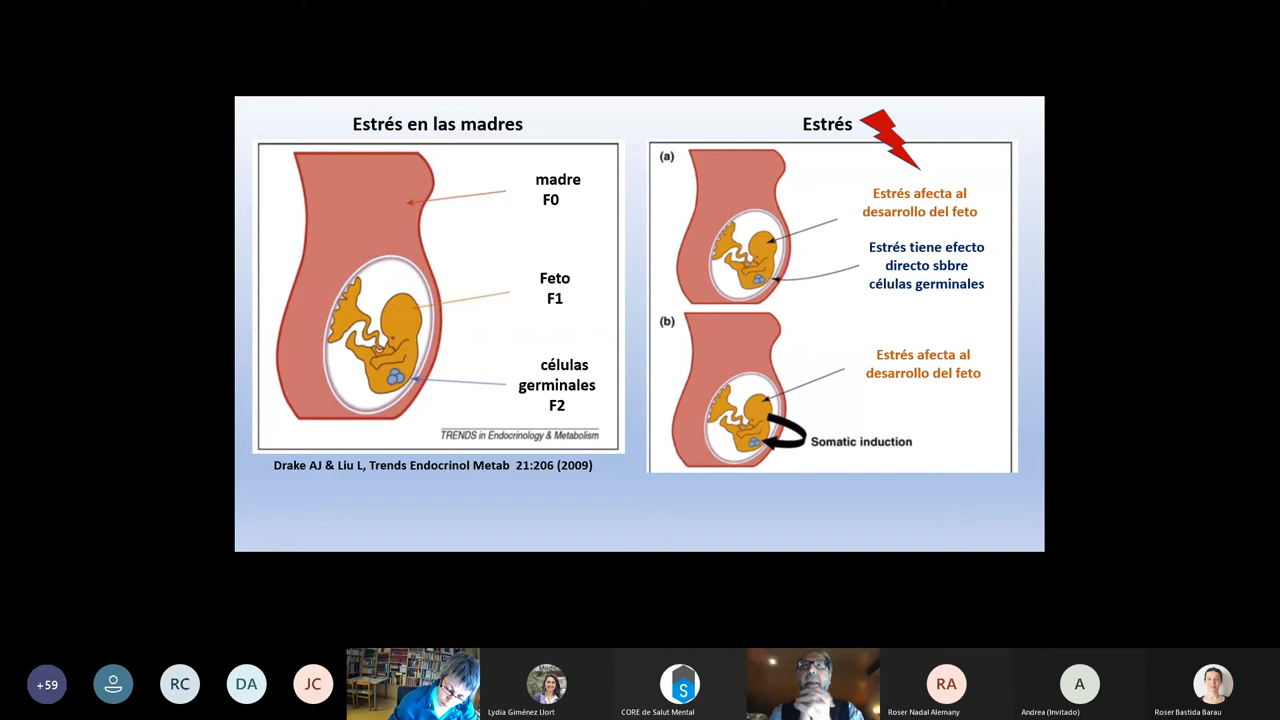 Estrés en las madres
madre
F0
Feto
F1
células
germinales
F2
TRENDS in Endocrinology & Metabolism
Drake AJ & Liu L, Trends Endocrinol Metab 21:206 (2009)
Estrés
(a)
Estrés afecta al
desarrollo del feto
Estrés tiene efecto
directo sbbre
células germinales
(b)
Estrés afecta al
desarrollo del feto
Somatic induction
+59
RC
DA
JC
Lydia Giménez Llort
S
CORE de Salut Mental
RA
Roser Nadal Alemany
A
Andrea (Invitado)
Roser Bastida Barau